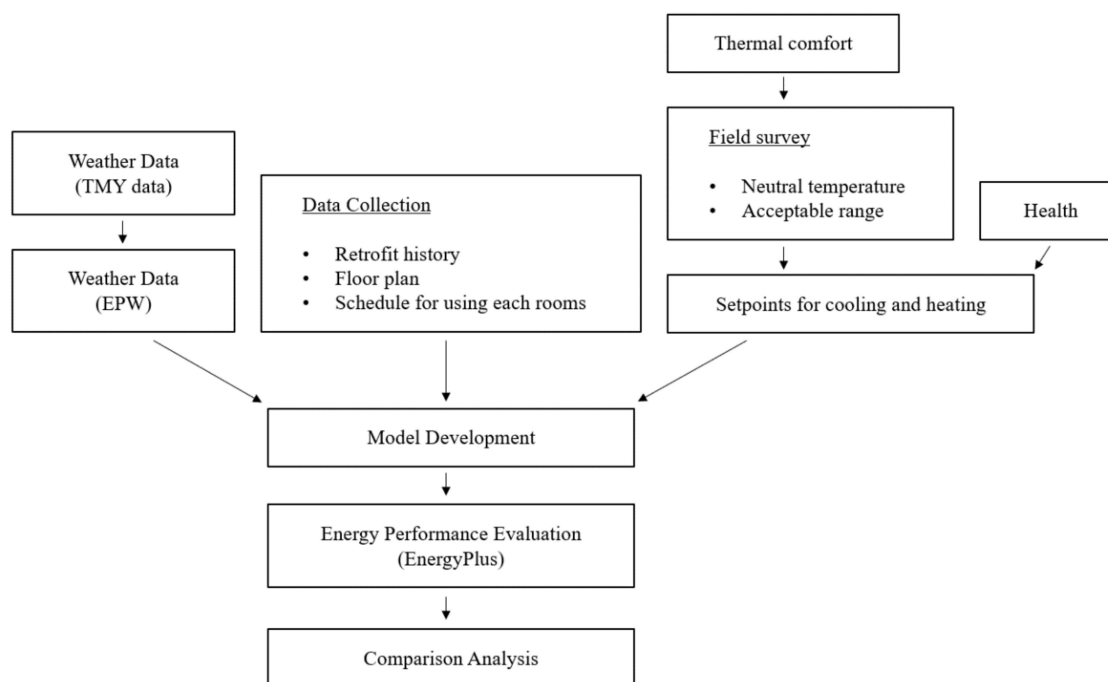 Thermal comfort
Weather Data
(TMY data)
Weather Data
(EPW)
Data Collection
• Retrofit history
• Floor plan
• Schedule for using each rooms
Field survey
• Neutral temperature
• Acceptable range
Health
Setpoints for cooling and heating
Model Development
Energy Performance Evaluation
(EnergyPlus)
Comparison Analysis